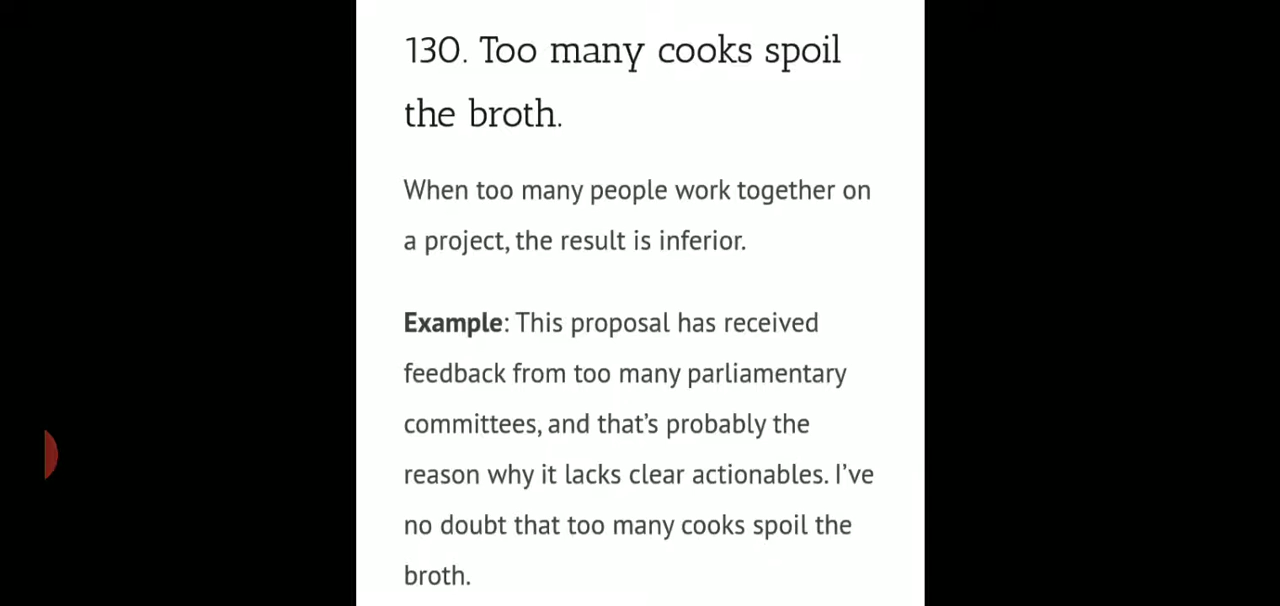 130. Too many cooks spoil
the broth.
When too many people work together on
a project, the result is inferior.
Example: This proposal has received
feedback from too many parliamentary
committees, and that’s probably the
reason why it lacks clear actionables. I’ve
no doubt that too many cooks spoil the
broth.